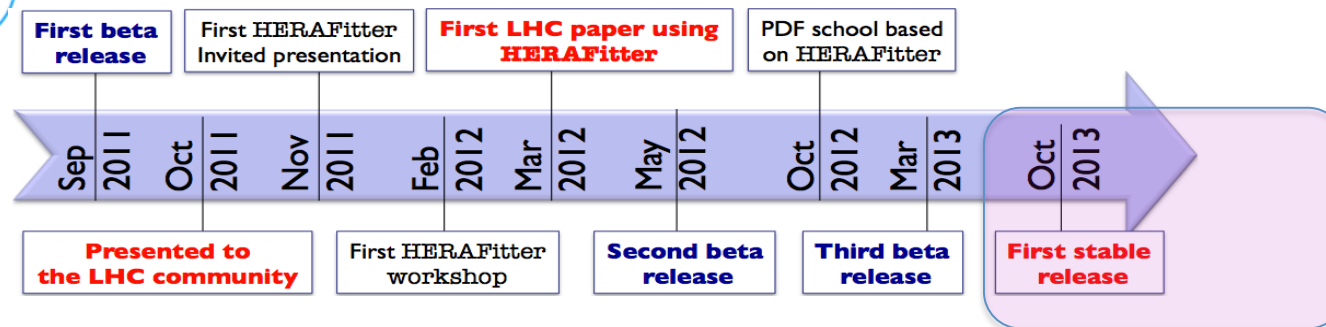 First beta
release
First HERAFitter
Invited presentation
First LHC paper using
HERAFitter
PDF school based
on HERAFitter
Sep
2011
Oct
2011
Nov
2011
Feb
2012
Mar
2012
May
2012
Oct
2012
Mar
2013
Oct
2013
Presented to
the LHC community
First HERAFitter
workshop
Second beta
release
Third beta
release
First stable
release